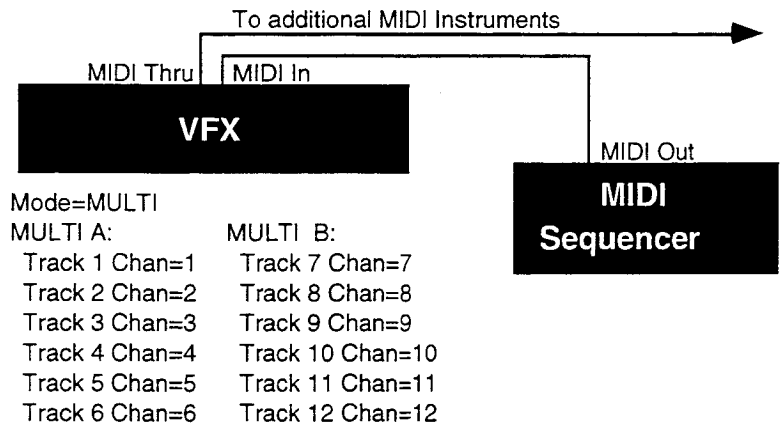 To additional MIDI Instruments
MIDI Thru
MIDI In
VFX
MIDI Out
MIDI
Sequencer
Mode=MULTI
MULTI A:
Track 1 Chan=1
Track 2 Chan=2
Track 3 Chan=3
Track 4 Chan=4
Track 5 Chan=5
Track 6 Chan=6
MULTI B:
Track 7 Chan=7
Track 8 Chan=8
Track 9 Chan=9
Track 10 Chan=10
Track 11 Chan=11
Track 12 Chan=12